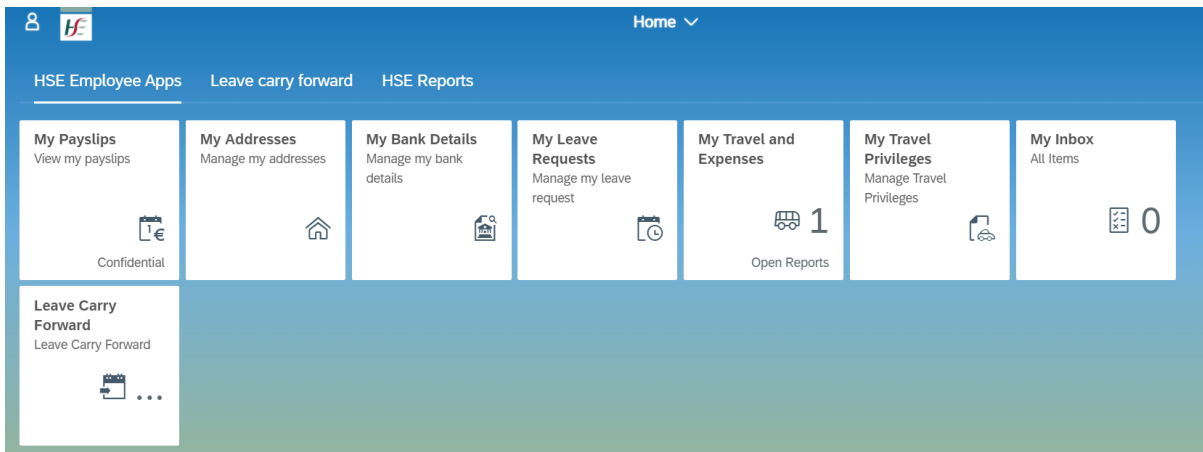 Home
HSE Employee Apps
Leave carry forward
HSE Reports
My Payslips
View my payslips
1 €
Confidential
My Addresses
Manage my addresses
My Bank Details
Manage my bank
details
My Leave
Requests
Manage my leave
request
My Travel and
Expenses
1
Open Reports
My Travel
Privileges
Manage Travel
Privileges
My Inbox
All Items
0
Leave Carry
Forward
Leave Carry Forward
...